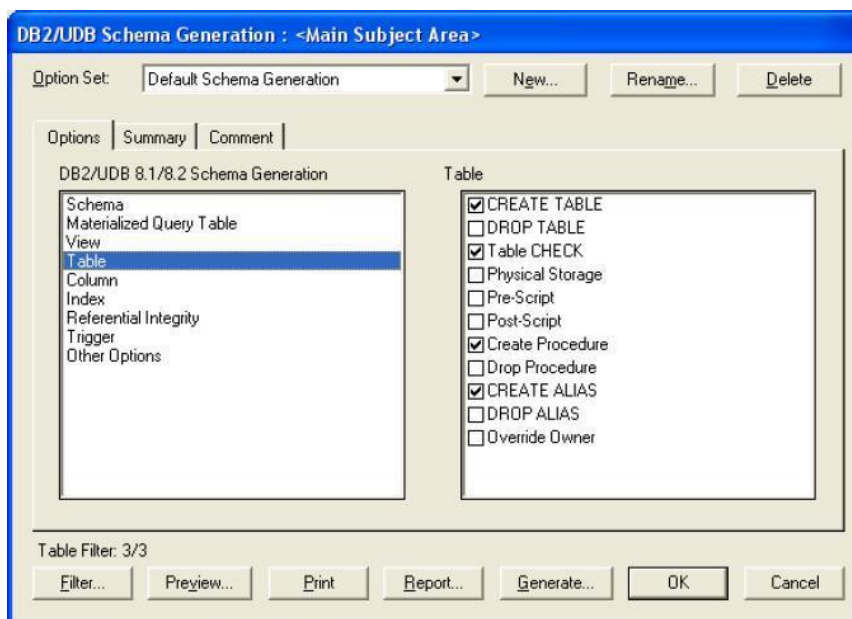 DB2/UDB Schema Generation : <Main Subject Area>
Option Set: Default Schema Generation New... Rename... Delete
Options Summary Comment
DB2/UDB 8.1/8.2 Schema Generation
Schema
Materialized Query Table
View
Table
Column
Index
Referential Integrity
Trigger
Other Options
Table
CREATE TABLE
DROP TABLE
Table CHECK
Physical Storage
Pre-Script
Post-Script
Create Procedure
Drop Procedure
CREATE ALIAS
DROP ALIAS
Override Owner
Table Filter: 3/3
Filter... Preview... Print Report... Generate... OK Cancel